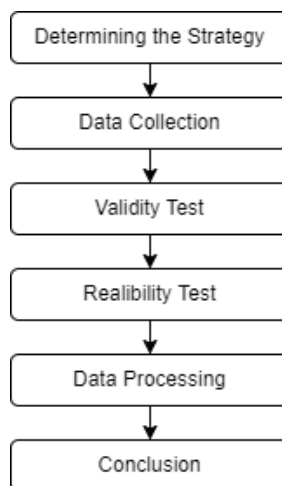 Determining the Strategy
Data Collection
Validity Test
Realibility Test
Data Processing
Conclusion